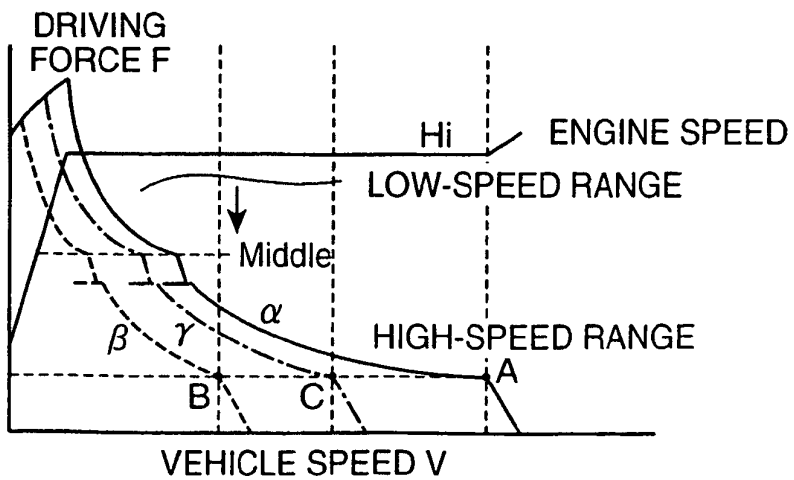 DRIVING
FORCE F
Hi
ENGINE SPEED
LOW-SPEED RANGE
Middle
α
β
γ
HIGH-SPEED RANGE
A
B
C
VEHICLE SPEED V